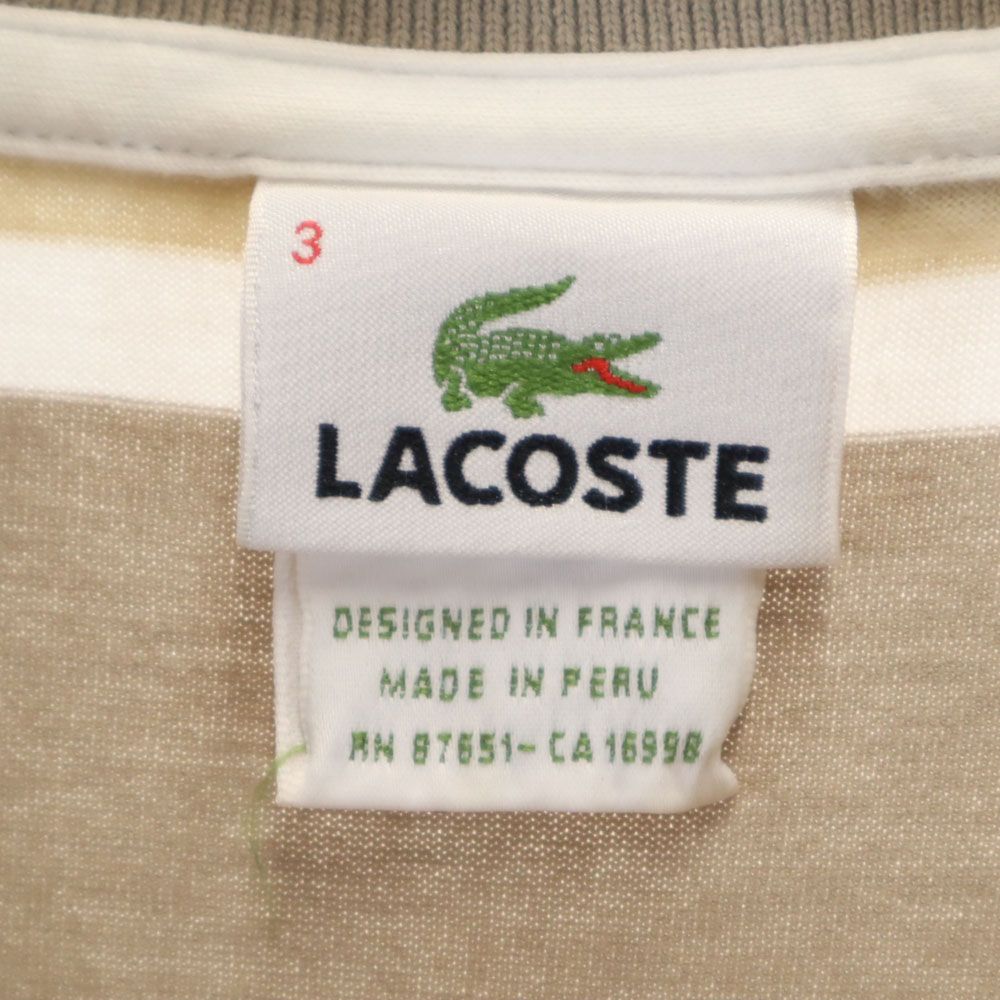 3
LACOSTE
DESIGNED IN FRANCE
MADE IN PERU
RN 87651- CA 16998